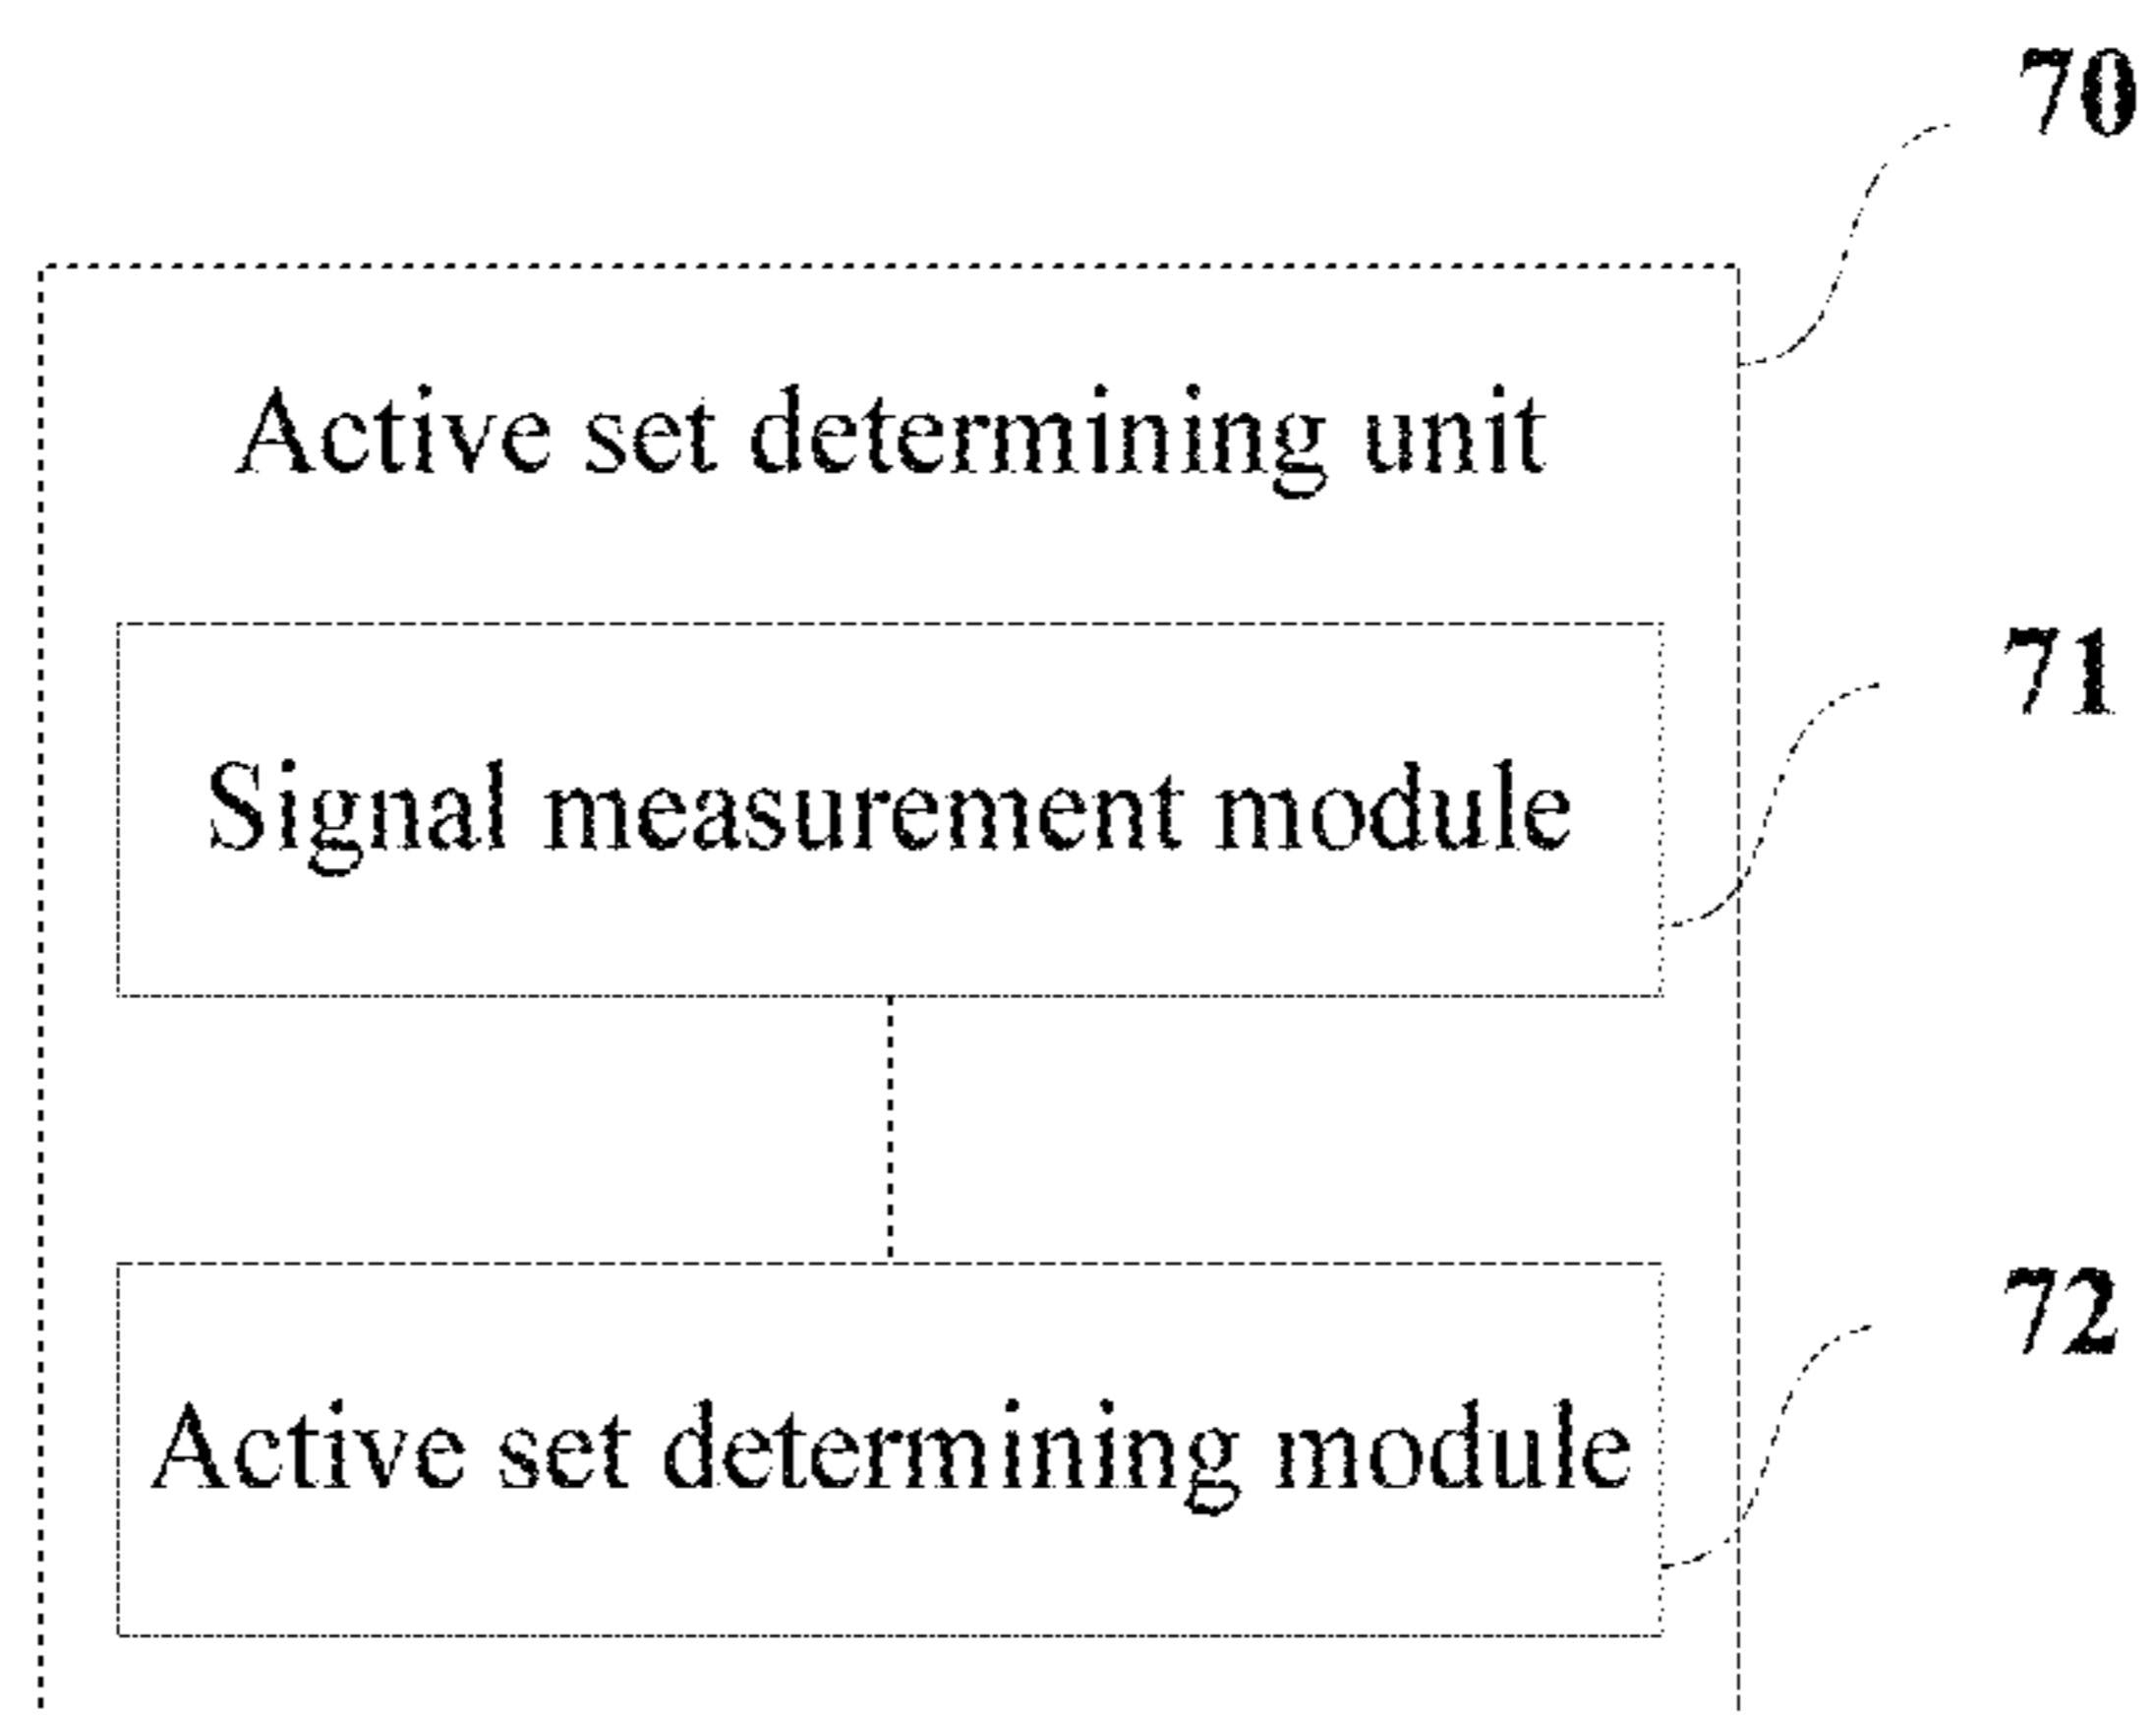 70
Active set determining unit
71
Signal measurement module
72
Active set determining module